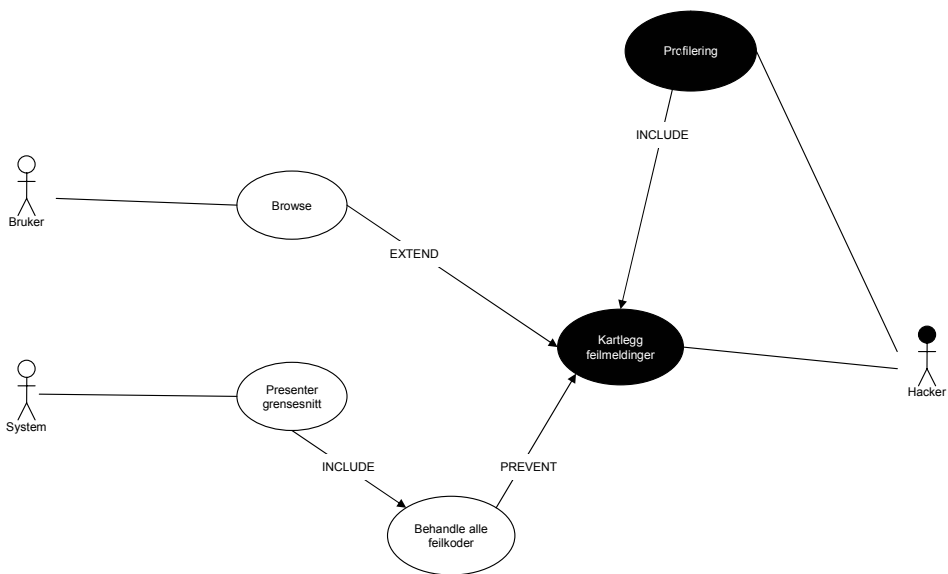 Profilering
INCLUDE
Bruker
Browse
EXTEND
Kartlegg
feilmeldinger
Hacker
System
Presenter
grensesnitt
INCLUDE
PREVENT
Behandle alle
feilkoder